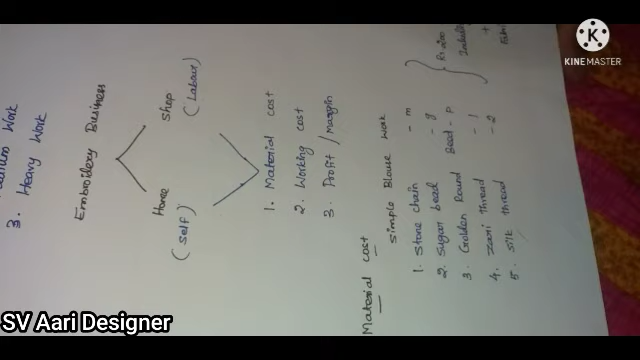 3. Heavy Work
Embroidery Business
Home
(Self)
Shop
(Labour)
1. Material cost
2. Working cost
3. Profit / Margin
Material cost
Simple Blouse Work
1. Stone chain - m
2. Sugar bead - g
3. Golden Round Bead - P
4. Zari thread - 1
5. Silk thread - 2
KINEMASTER
SV Aari Designer